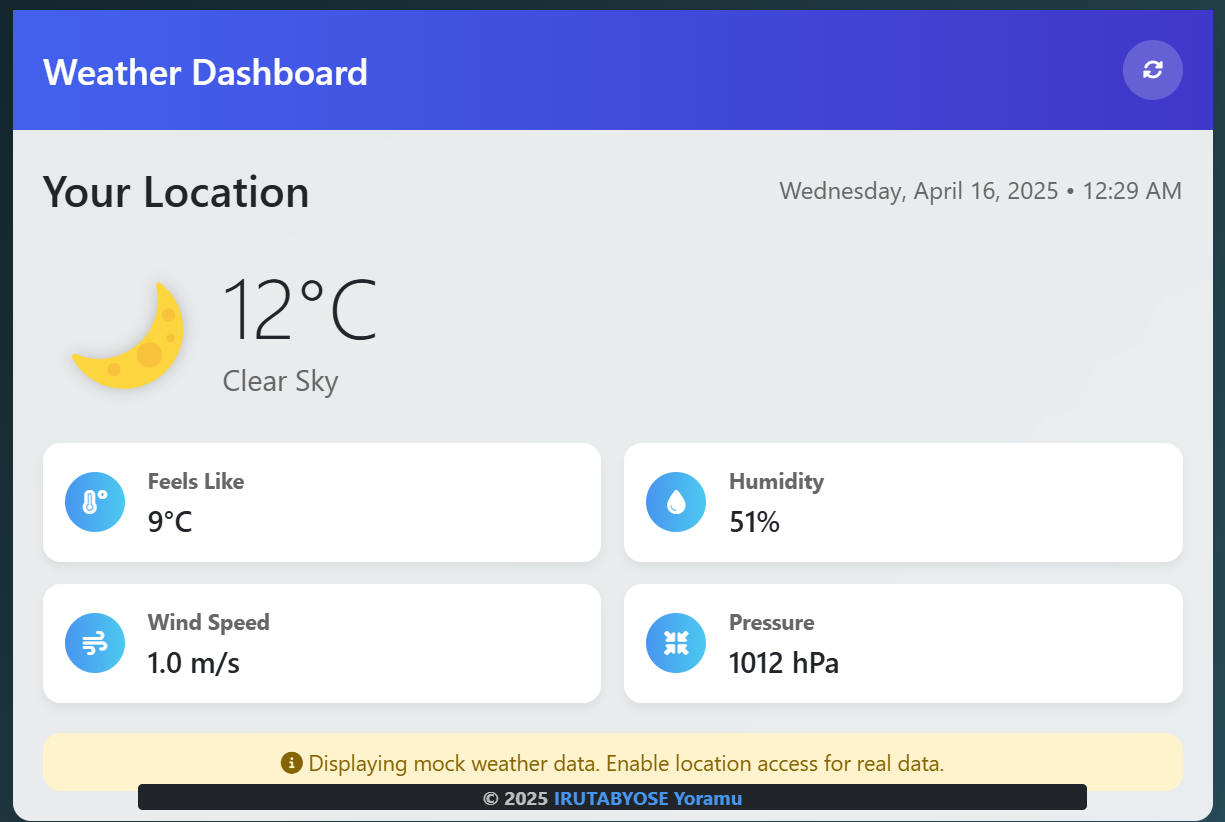 Weather Dashboard
Your Location
Wednesday, April 16, 2025 • 12:29 AM
12°C
Clear Sky
Feels Like
9°C
Humidity
51%
Wind Speed
1.0 m/s
Pressure
1012 hPa
Displaying mock weather data. Enable location access for real data.
© 2025 IRUTABYOSE Yoramu